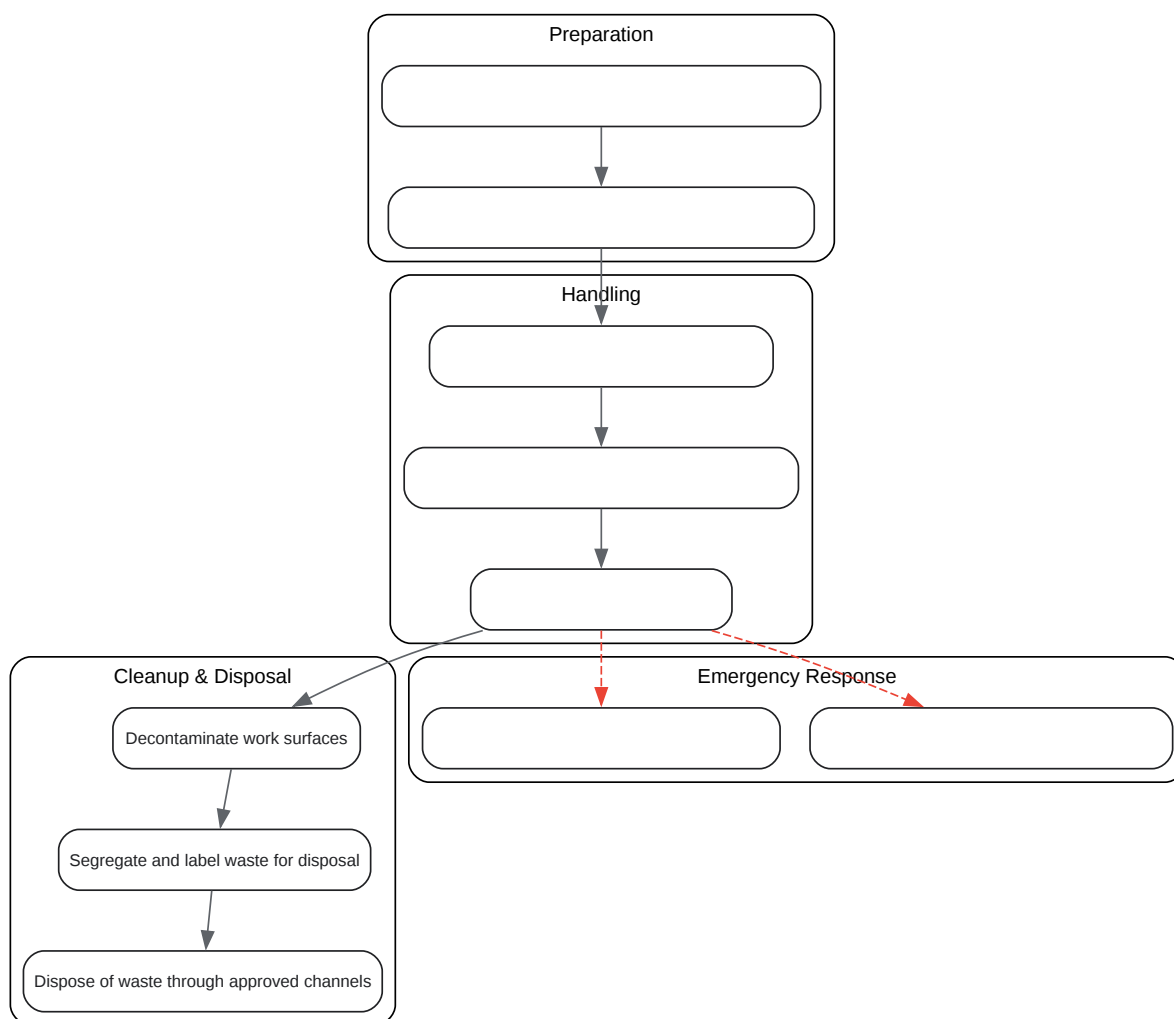 Preparation
Handling
Cleanup & Disposal
Emergency Response
Decontaminate work surfaces
Segregate and label waste for disposal
Dispose of waste through approved channels